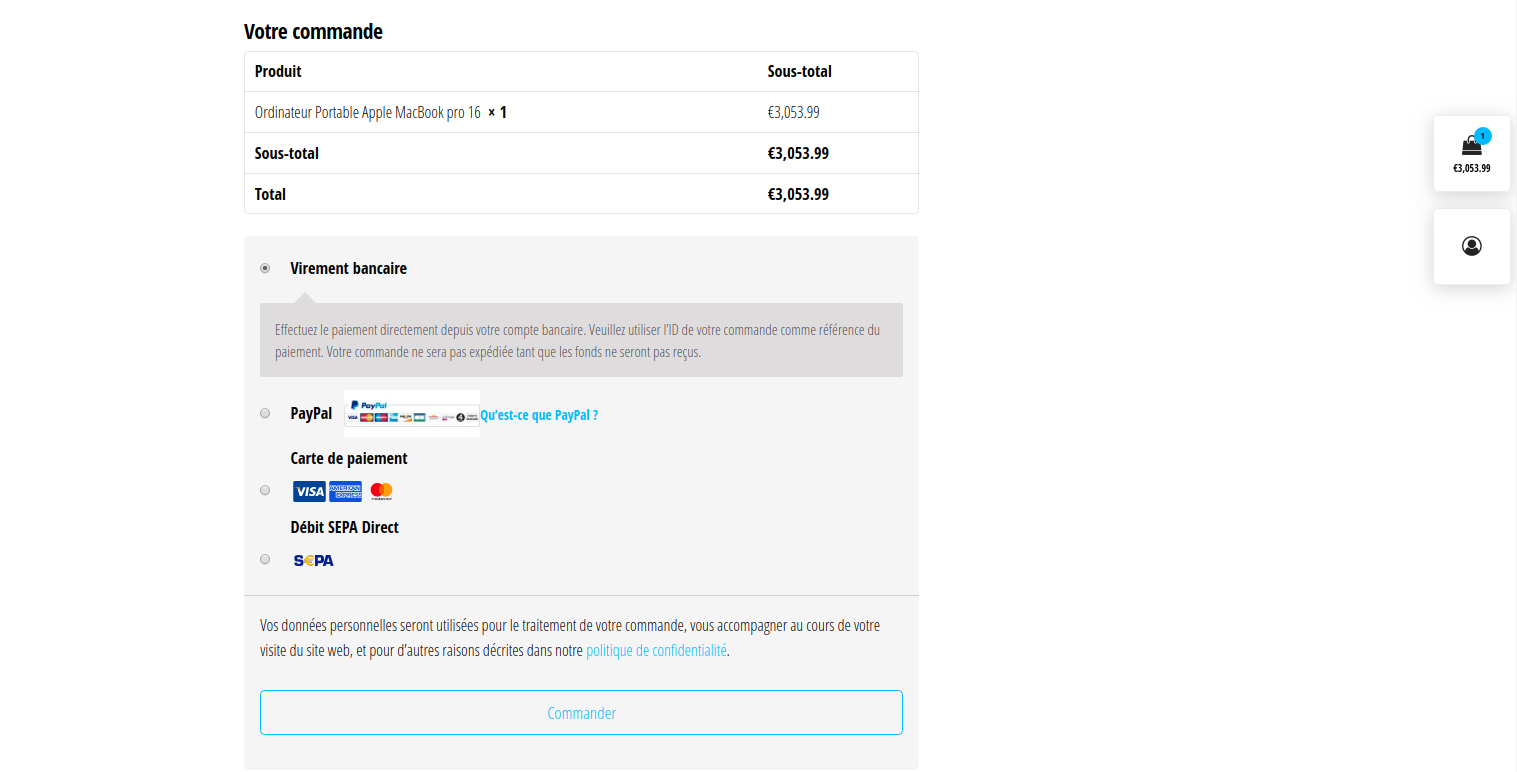 Votre commande
Produit Sous-total
Ordinateur Portable Apple MacBook pro 16 × 1 €3,053.99
Sous-total €3,053.99
Total €3,053.99
1
€3,053.99
Virement bancaire
Effectuez le paiement directement depuis votre compte bancaire. Veuillez utiliser l’ID de votre commande comme référence du
paiement. Votre commande ne sera pas expédiée tant que les fonds ne seront pas reçus.
PayPal PayPal Qu’est-ce que PayPal ?
VISA
Carte de paiement
VISA AMERICAN EXPRESS
Débit SEPA Direct
S€PA
Vos données personnelles seront utilisées pour le traitement de votre commande, vous accompagner au cours de votre
visite du site web, et pour d’autres raisons décrites dans notre politique de confidentialité.
Commander